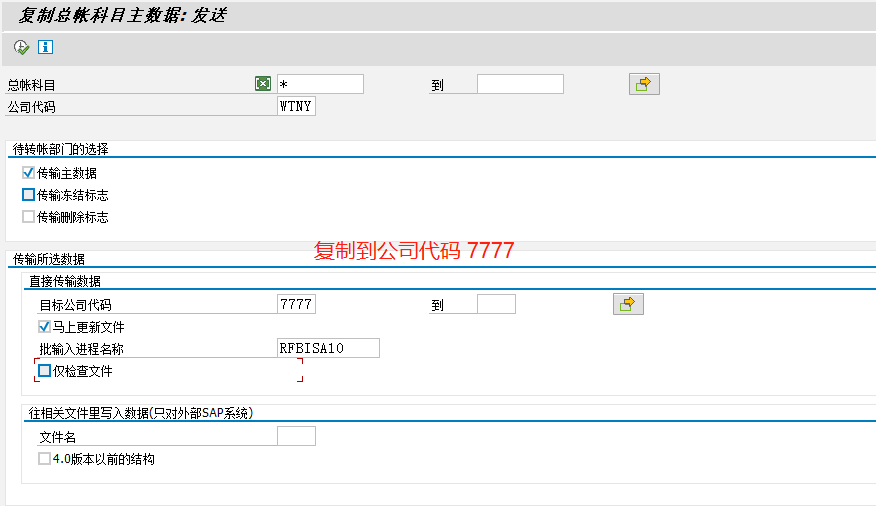 复制总帐科目主数据: 发送
总帐科目 * 到
公司代码 WTNY
待转帐部门的选择
传输主数据
传输冻结标志
传输删除标志
复制到公司代码 7777
传输所选数据
直接传输数据
目标公司代码 7777 到
马上更新文件
批输入进程名称 RFBISA10
仅检查文件
往相关文件里写入数据(只对外部SAP系统)
文件名
4.0版本以前的结构